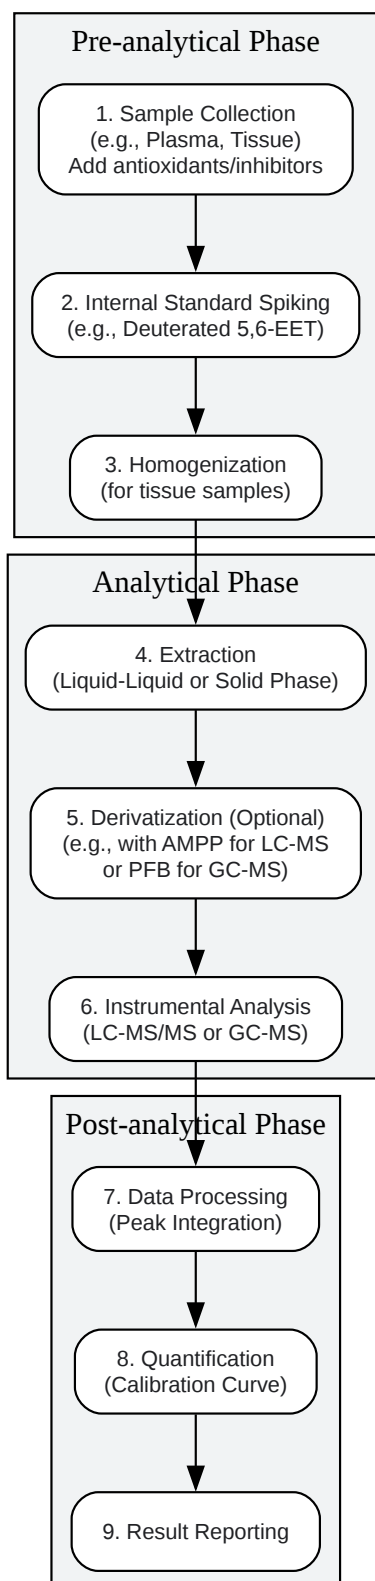 Pre-analytical Phase
1. Sample Collection
(e.g., Plasma, Tissue)
Add antioxidants/inhibitors
2. Internal Standard Spiking
(e.g., Deuterated 5,6-EET)
3. Homogenization
(for tissue samples)
Analytical Phase
4. Extraction
(Liquid-Liquid or Solid Phase)
5. Derivatization (Optional)
(e.g., with AMPP for LC-MS
or PFB for GC-MS)
6. Instrumental Analysis
(LC-MS/MS or GC-MS)
Post-analytical Phase
7. Data Processing
(Peak Integration)
8. Quantification
(Calibration Curve)
9. Result Reporting